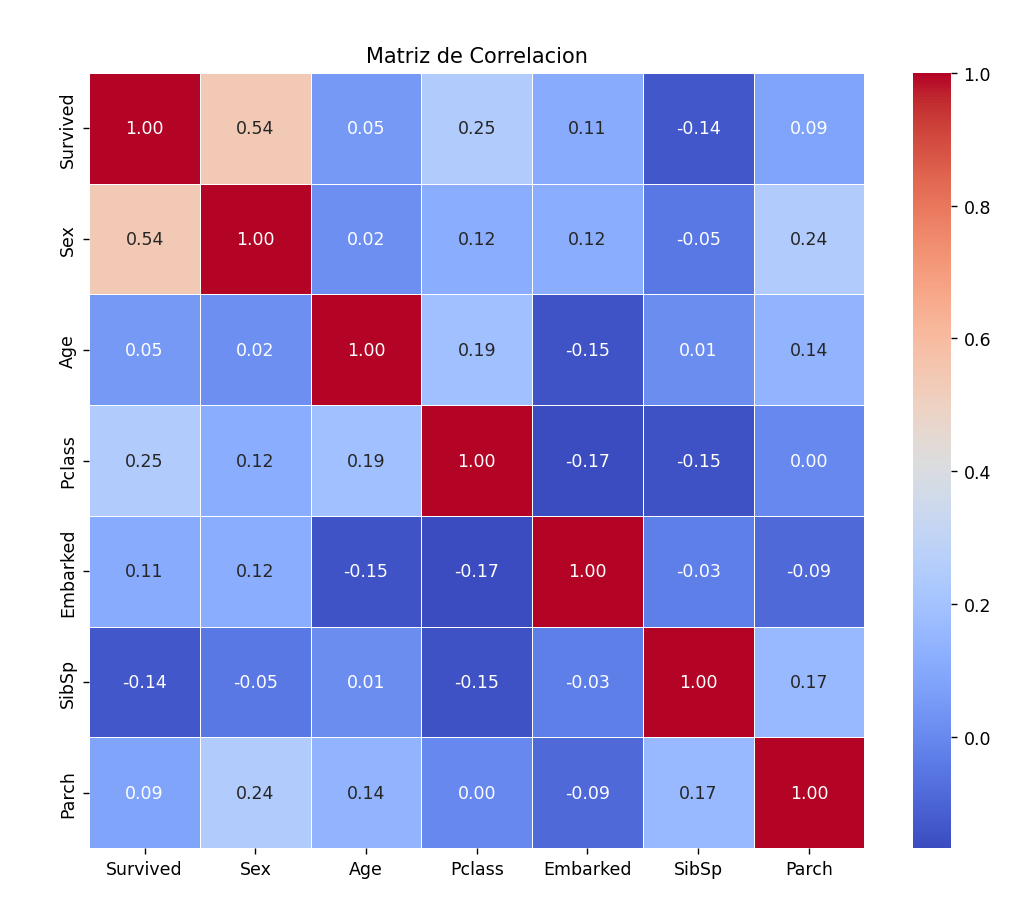 Matriz de Correlacion
Survived 1.00 0.54 0.05 0.25 0.11 -0.14 0.09
Sex 0.54 1.00 0.02 0.12 0.12 -0.05 0.24
Age 0.05 0.02 1.00 0.19 -0.15 0.01 0.14
Pclass 0.25 0.12 0.19 1.00 -0.17 -0.15 0.00
Embarked 0.11 0.12 -0.15 -0.17 1.00 -0.03 -0.09
SibSp -0.14 -0.05 0.01 -0.15 -0.03 1.00 0.17
Parch 0.09 0.24 0.14 0.00 -0.09 0.17 1.00
Survived Sex Age Pclass Embarked SibSp Parch
1.0
0.8
0.6
0.4
0.2
0.0